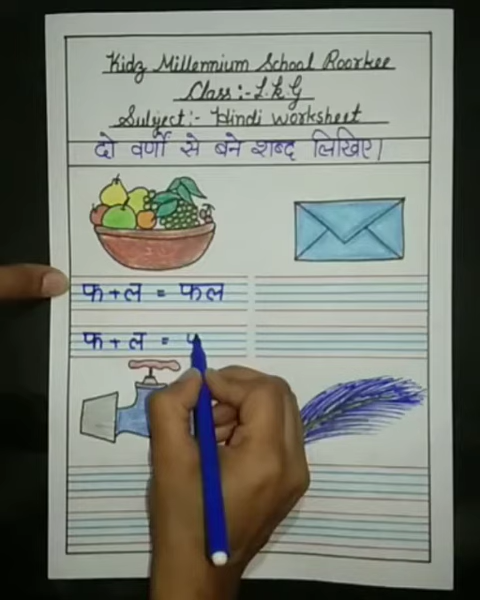 Kidz Millennium School Roorkee
Class:- L.k.G
Subject:- Hindi worksheet
दो वर्णो से बने शब्द लिखिए।
फ + ल = फल
फ + ल =